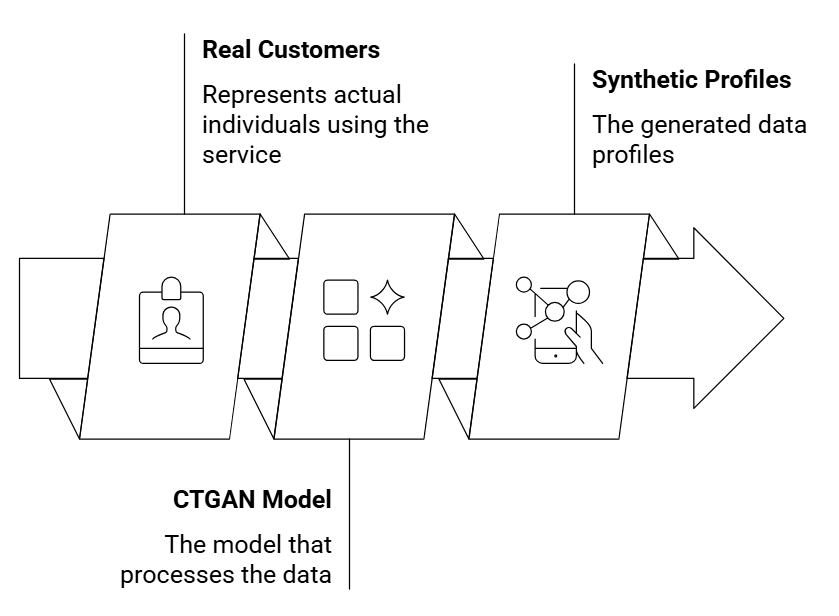 Real Customers
Represents actual
individuals using the
service
Synthetic Profiles
The generated data
profiles
CTGAN Model
The model that
processes the data